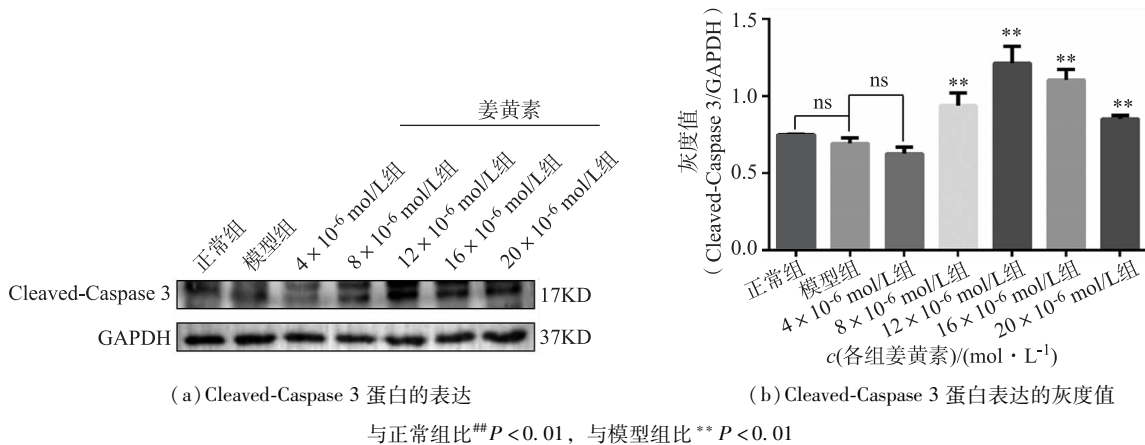 姜黄素
正常组
模型组
4×10⁻⁶ mol/L组
8×10⁻⁶ mol/L组
12×10⁻⁶ mol/L组
16×10⁻⁶ mol/L组
20×10⁻⁶ mol/L组
Cleaved-Caspase 3
17KD
GAPDH
37KD
(a)Cleaved-Caspase 3 蛋白的表达
灰度值
(Cleaved-Caspase 3/GAPDH)
1.5
1.0
0.5
0.0
ns
ns
**
**
**
**
正常组
模型组
4×10⁻⁶ mol/L组
8×10⁻⁶ mol/L组
12×10⁻⁶ mol/L组
16×10⁻⁶ mol/L组
20×10⁻⁶ mol/L组
c(各组姜黄素)/(mol·L⁻¹)
(b)Cleaved-Caspase 3 蛋白表达的灰度值
与正常组比##P<0.01，与模型组比**P<0.01